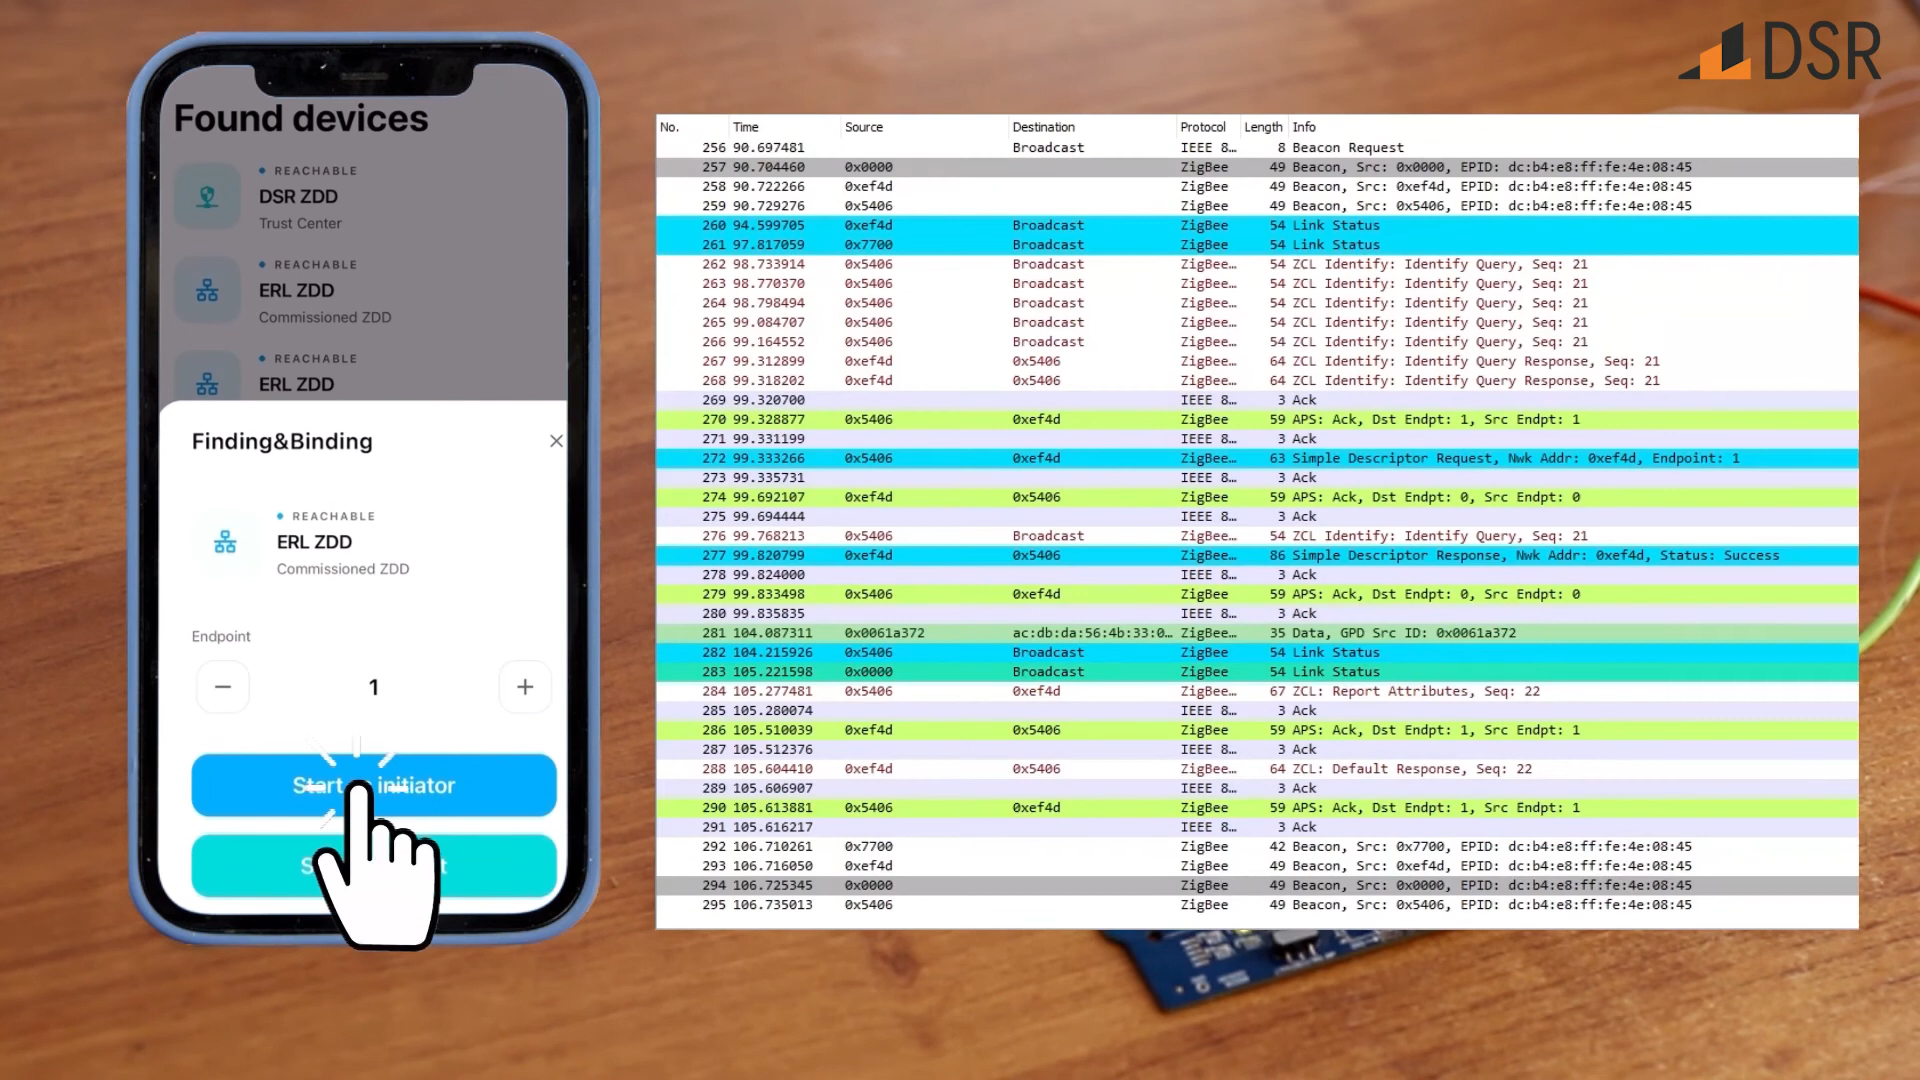 DSR
Found devices
REACHABLE
DSR ZDD
Trust Center
REACHABLE
ERL ZDD
Commissioned ZDD
REACHABLE
ERL ZDD
Finding&Binding
REACHABLE
ERL ZDD
Commissioned ZDD
Endpoint
1
Start initiator
No. Time Source Destination Protocol Length Info
256 90.697481 Broadcast IEEE 8… 8 Beacon Request
257 90.704460 0x0000 ZigBee 49 Beacon, Src: 0x0000, EPID: dc:b4:e8:ff:fe:4e:08:45
258 90.722266 0xef4d ZigBee 49 Beacon, Src: 0xef4d, EPID: dc:b4:e8:ff:fe:4e:08:45
259 90.729276 0x5406 ZigBee 49 Beacon, Src: 0x5406, EPID: dc:b4:e8:ff:fe:4e:08:45
260 94.599705 0xef4d Broadcast ZigBee 54 Link Status
261 97.817059 0x7700 Broadcast ZigBee 54 Link Status
262 98.733914 0x5406 Broadcast ZigBee… 54 ZCL Identify: Identify Query, Seq: 21
263 98.770370 0x5406 Broadcast ZigBee… 54 ZCL Identify: Identify Query, Seq: 21
264 98.798494 0x5406 Broadcast ZigBee… 54 ZCL Identify: Identify Query, Seq: 21
265 99.084707 0x5406 Broadcast ZigBee… 54 ZCL Identify: Identify Query, Seq: 21
266 99.164552 0x5406 Broadcast ZigBee… 54 ZCL Identify: Identify Query, Seq: 21
267 99.312899 0xef4d 0x5406 ZigBee… 64 ZCL Identify: Identify Query Response, Seq: 21
268 99.318202 0xef4d 0x5406 ZigBee… 64 ZCL Identify: Identify Query Response, Seq: 21
269 99.320700 IEEE 8… 3 Ack
270 99.328877 0x5406 0xef4d ZigBee 59 APS: Ack, Dst Endpt: 1, Src Endpt: 1
271 99.331199 IEEE 8… 3 Ack
272 99.333266 0x5406 0xef4d ZigBee… 63 Simple Descriptor Request, Nwk Addr: 0xef4d, Endpoint: 1
273 99.335731 IEEE 8… 3 Ack
274 99.692107 0xef4d 0x5406 ZigBee 59 APS: Ack, Dst Endpt: 0, Src Endpt: 0
275 99.694444 IEEE 8… 3 Ack
276 99.768213 0x5406 Broadcast ZigBee… 54 ZCL Identify: Identify Query, Seq: 21
277 99.820799 0xef4d 0x5406 ZigBee… 86 Simple Descriptor Response, Nwk Addr: 0xef4d, Status: Success
278 99.824000 IEEE 8… 3 Ack
279 99.833498 0x5406 0xef4d ZigBee 59 APS: Ack, Dst Endpt: 0, Src Endpt: 0
280 99.835835 IEEE 8… 3 Ack
281 104.087311 0x0061a372 ac:db:da:56:4b:33:0… ZigBee… 35 Data, GPD Src ID: 0x0061a372
282 104.215926 0x5406 Broadcast ZigBee 54 Link Status
283 105.221598 0x0000 Broadcast ZigBee 54 Link Status
284 105.277481 0x5406 0xef4d ZigBee… 67 ZCL: Report Attributes, Seq: 22
285 105.280074 IEEE 8… 3 Ack
286 105.510039 0xef4d 0x5406 ZigBee 59 APS: Ack, Dst Endpt: 1, Src Endpt: 1
287 105.512376 IEEE 8… 3 Ack
288 105.604410 0xef4d 0x5406 ZigBee… 64 ZCL: Default Response, Seq: 22
289 105.606907 IEEE 8… 3 Ack
290 105.613881 0x5406 0xef4d ZigBee 59 APS: Ack, Dst Endpt: 1, Src Endpt: 1
291 105.616217 IEEE 8… 3 Ack
292 106.710261 0x7700 ZigBee 42 Beacon, Src: 0x7700, EPID: dc:b4:e8:ff:fe:4e:08:45
293 106.716050 0xef4d ZigBee 49 Beacon, Src: 0xef4d, EPID: dc:b4:e8:ff:fe:4e:08:45
294 106.725345 0x0000 ZigBee 49 Beacon, Src: 0x0000, EPID: dc:b4:e8:ff:fe:4e:08:45
295 106.735013 0x5406 ZigBee 49 Beacon, Src: 0x5406, EPID: dc:b4:e8:ff:fe:4e:08:45